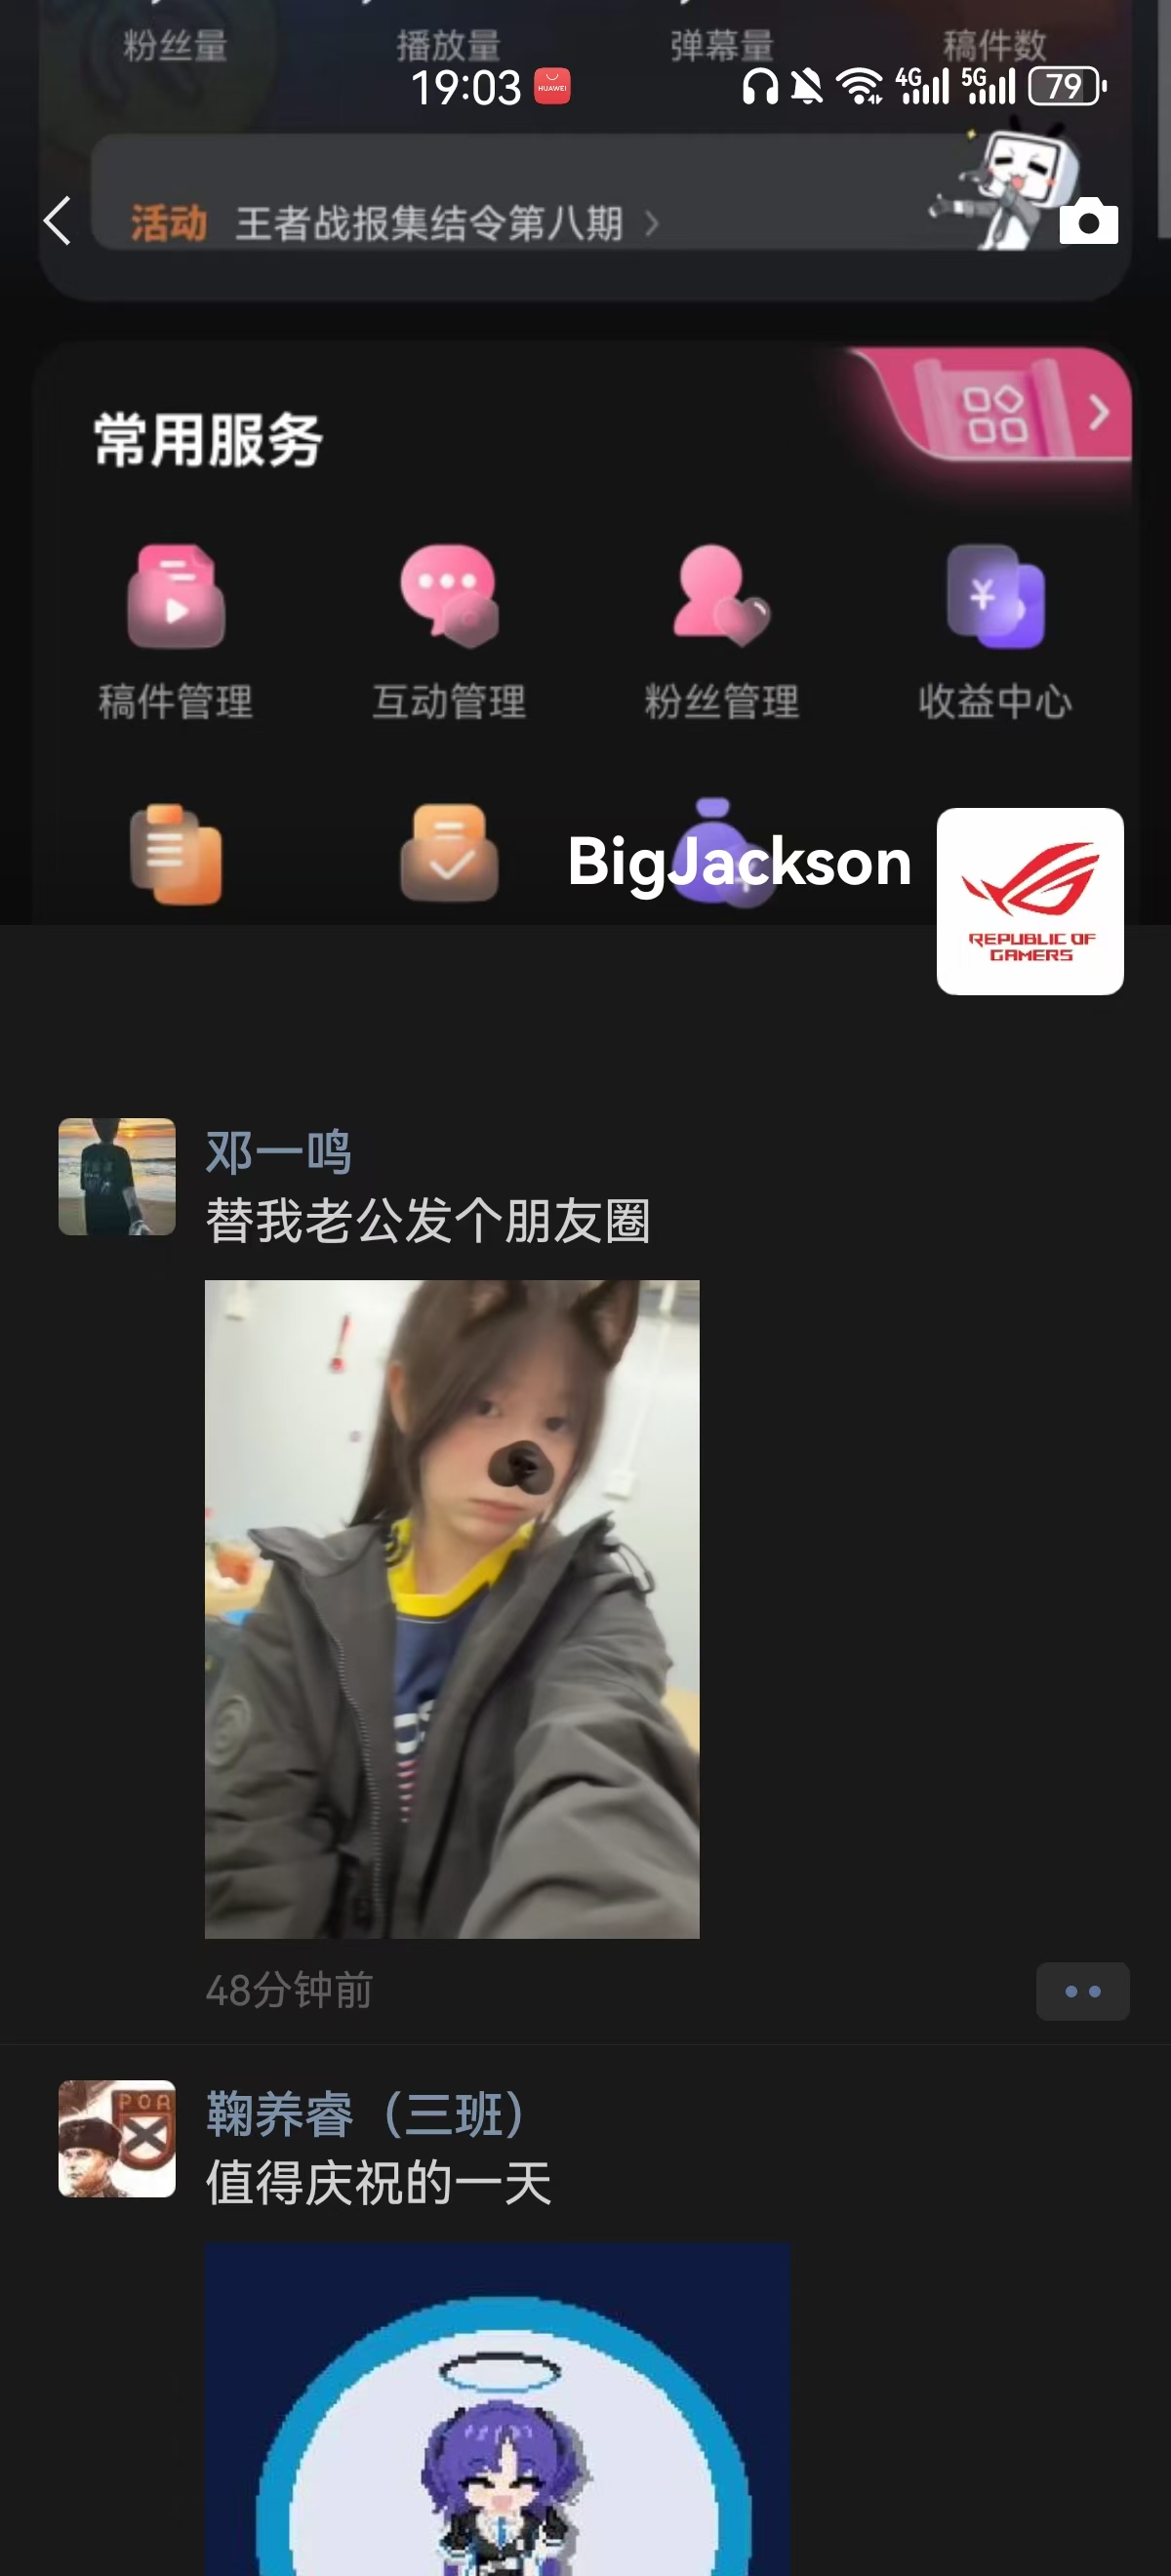 粉丝量 播放量 弹幕量 稿件数
19:03 HUAWEI 4G 5G 79
活动 王者战报集结令第八期
常用服务
稿件管理 互动管理 粉丝管理 收益中心
BigJackson
REPUBLIC OF
GAMERS
邓一鸣
替我老公发个朋友圈
48分钟前
鞠养睿（三班）
POA
值得庆祝的一天